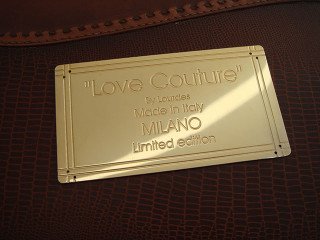 "Love Couture"
By Lourdes
Made in Italy
MILANO
Limited edition